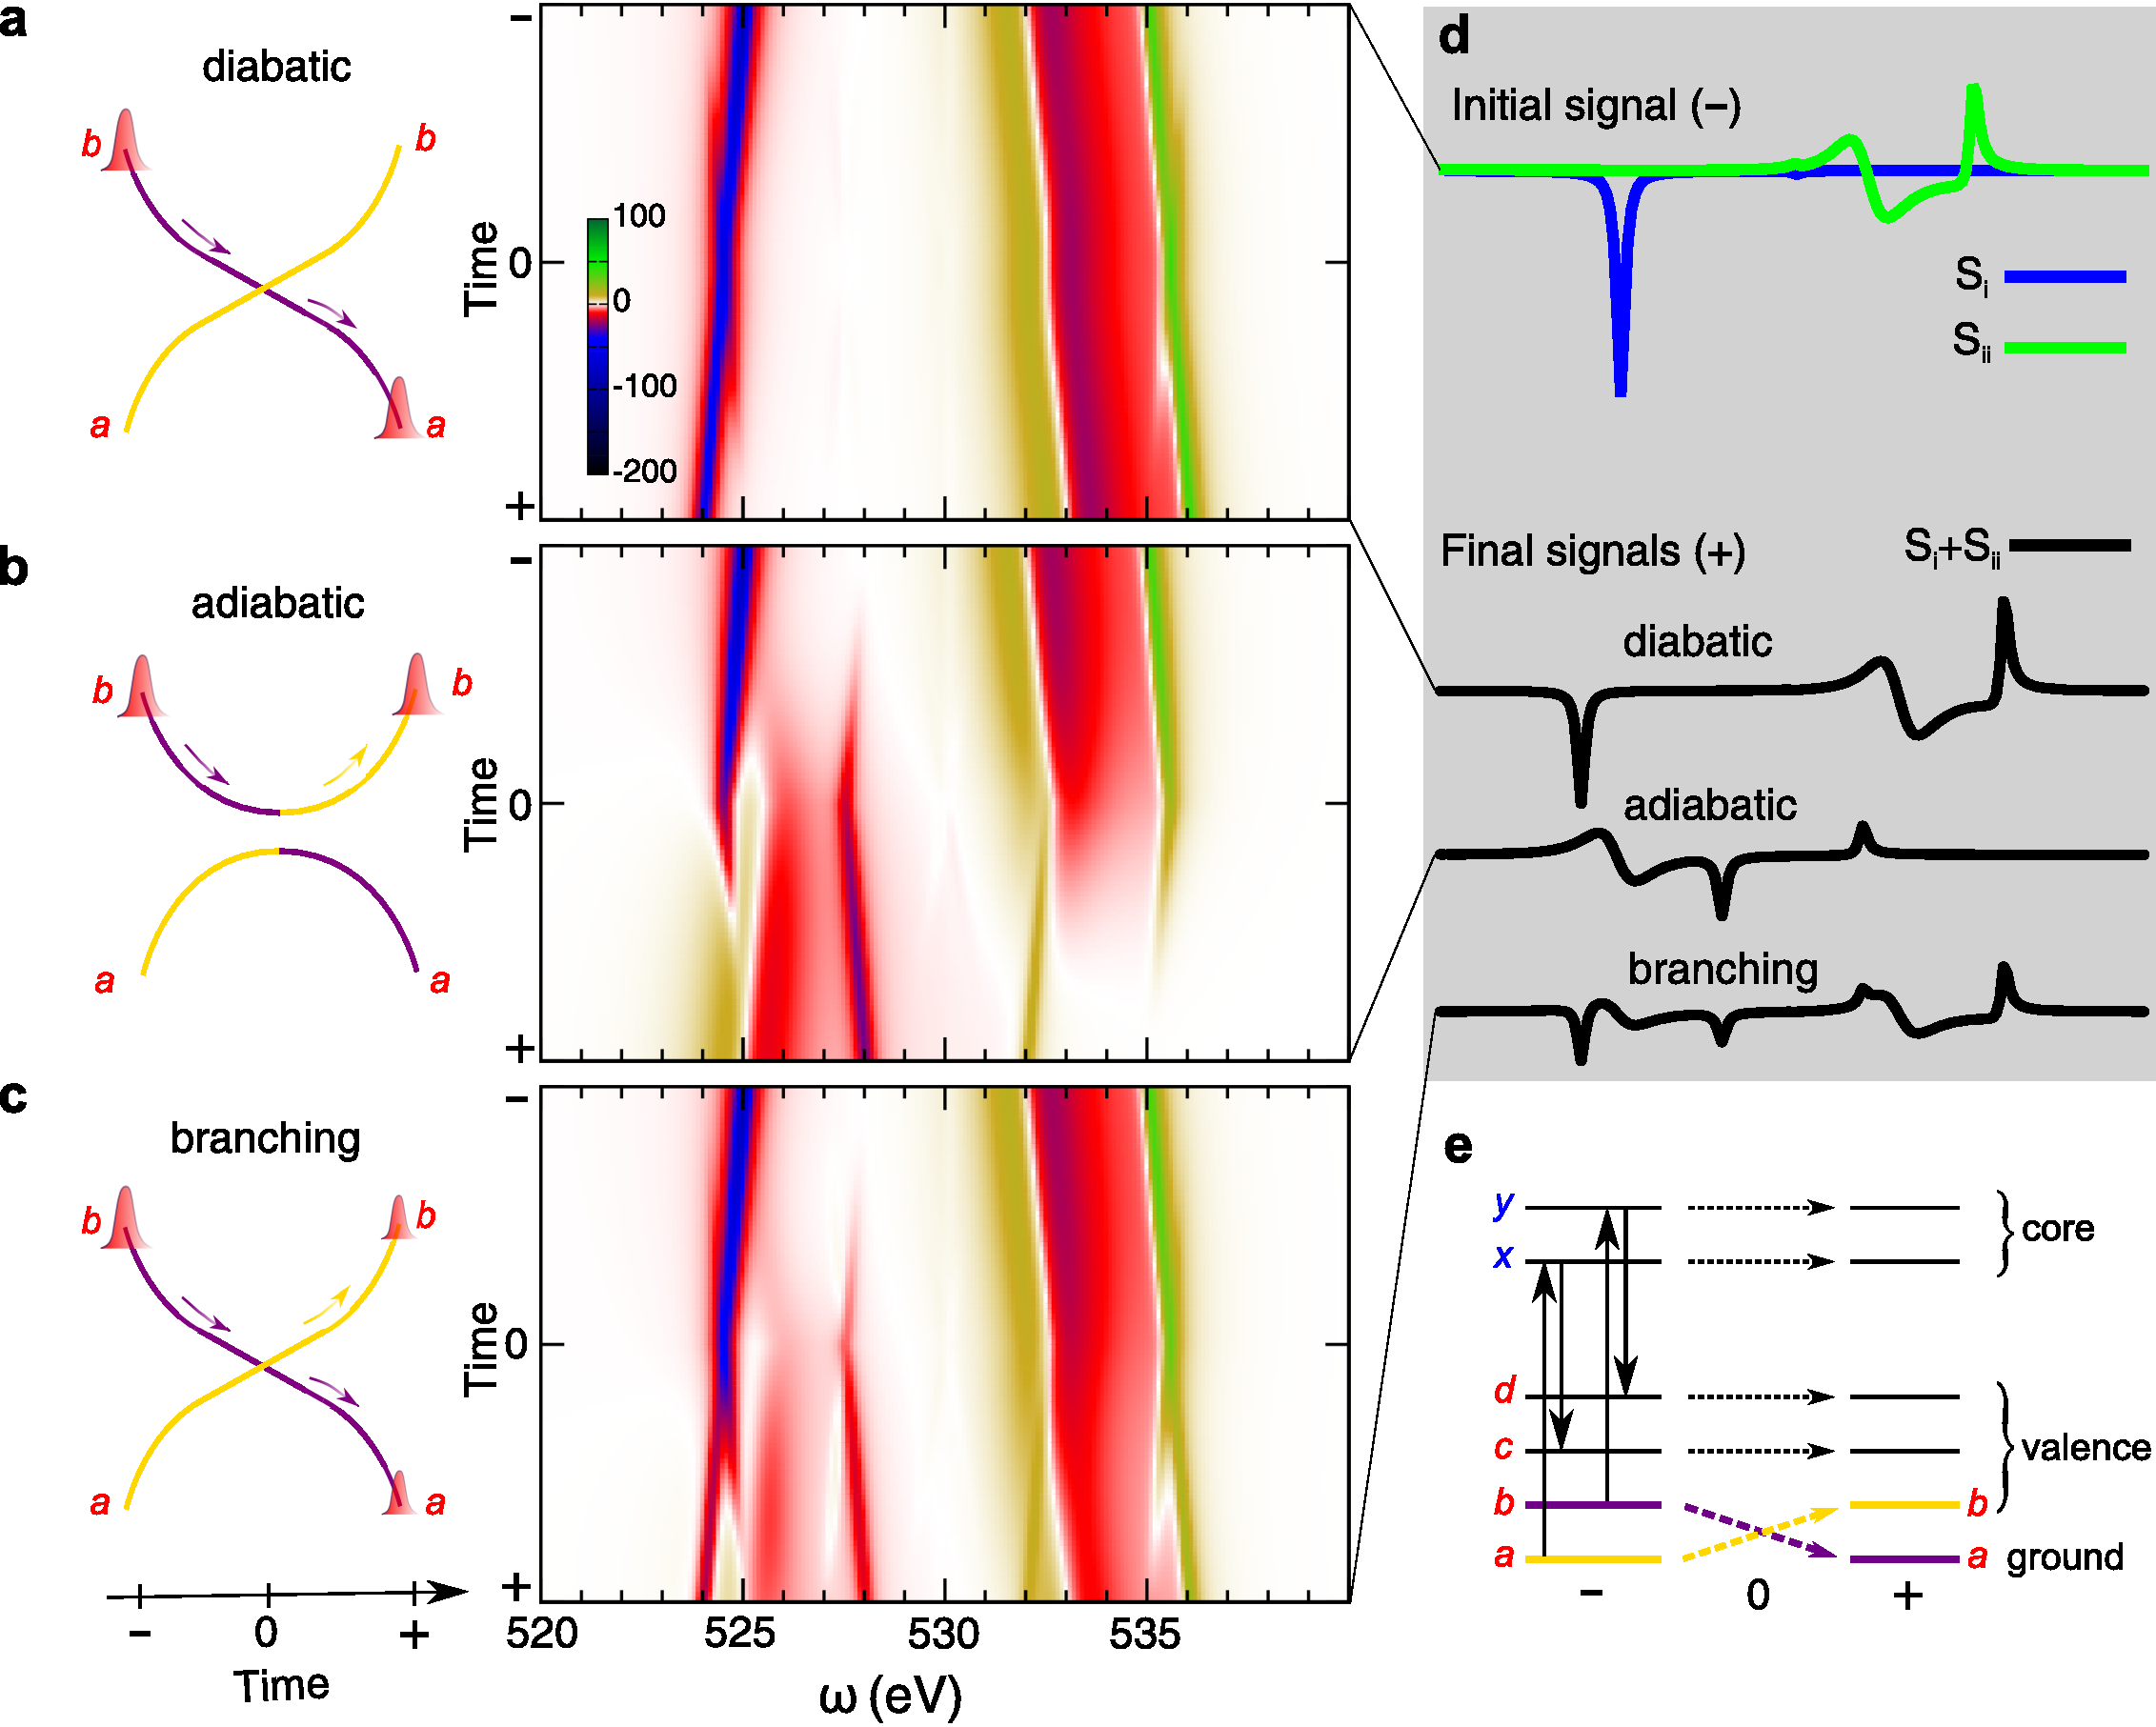 a
diabatic
b
b
a
a
–
Time
0
+
100
0
-100
-200
b
adiabatic
b
b
a
a
–
Time
0
+
c
branching
b
b
a
a
–
0
+
Time
–
Time
0
+
520
525
530
535
ω (eV)
d
Initial signal (–)
Si
Sii
Final signals (+)
Si+Sii
diabatic
adiabatic
branching
e
y
x
core
d
c
valence
b
b
a
a
ground
–
0
+